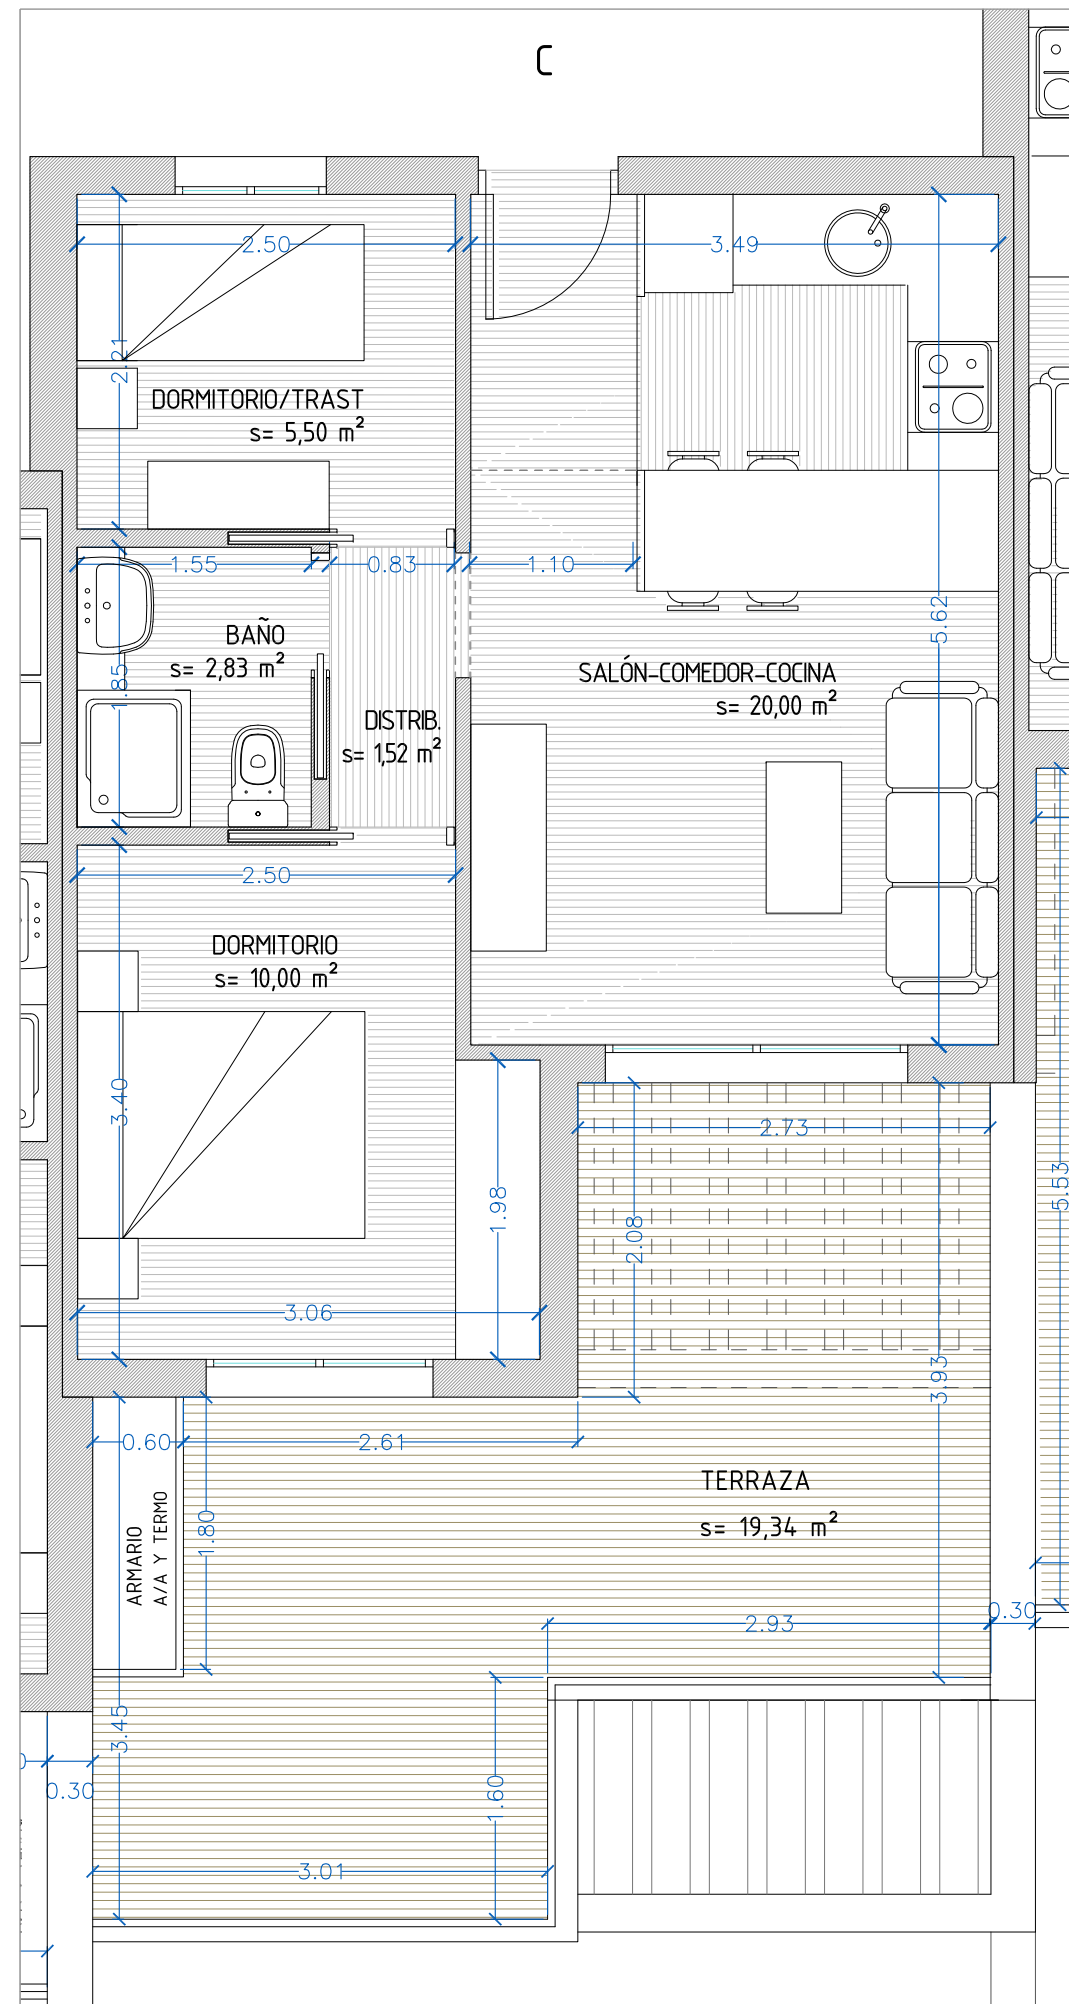 C
2.50
3.49
2.21
DORMITORIO/TRAST
s= 5,50 m²
1.55
0.83
1.10
5.62
BAÑO
s= 2,83 m²
1.85
SALÓN-COMEDOR-COCINA
s= 20,00 m²
DISTRIB.
s= 1,52 m²
2.50
DORMITORIO
s= 10,00 m²
3.40
2.73
1.98
2.08
5.53
3.06
3.93
0.60
2.61
TERRAZA
s= 19,34 m²
1.80
ARMARIO
A/A Y TERMO
2.93
0.30
3.45
0.30
1.60
3.01